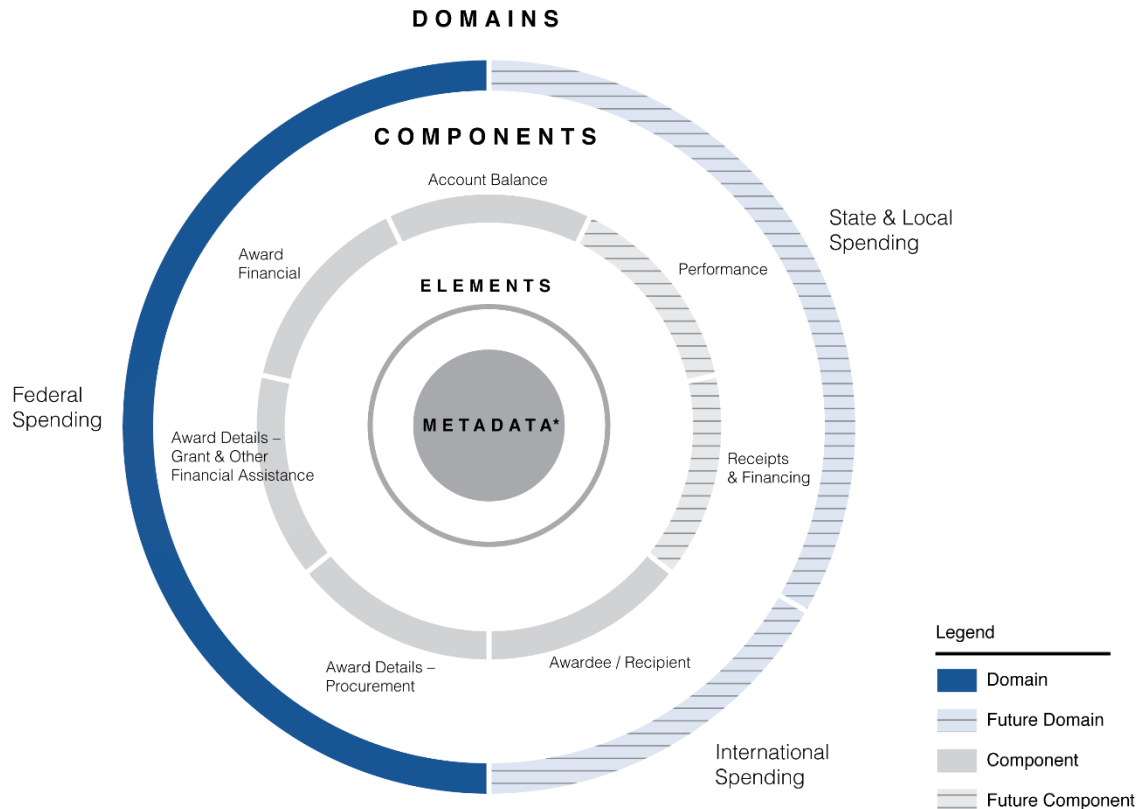 DOMAINS
COMPONENTS
Account Balance
State & Local
Spending
Award
Financial
Performance
ELEMENTS
Federal
Spending
METADATA*
Award Details –
Grant & Other
Financial Assistance
Receipts
& Financing
Award Details –
Procurement
Awardee / Recipient
International
Spending
Legend
Domain
Future Domain
Component
Future Component